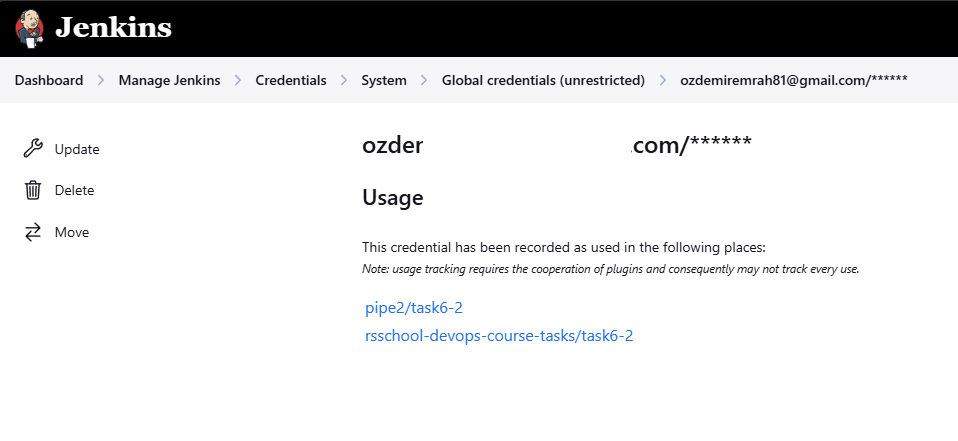 Jenkins
Dashboard > Manage Jenkins > Credentials > System > Global credentials (unrestricted) > ozdemiremrah81@gmail.com/******
Update
Delete
Move
ozder .com/******
Usage
This credential has been recorded as used in the following places:
Note: usage tracking requires the cooperation of plugins and consequently may not track every use.
pipe2/task6-2
rsschool-devops-course-tasks/task6-2